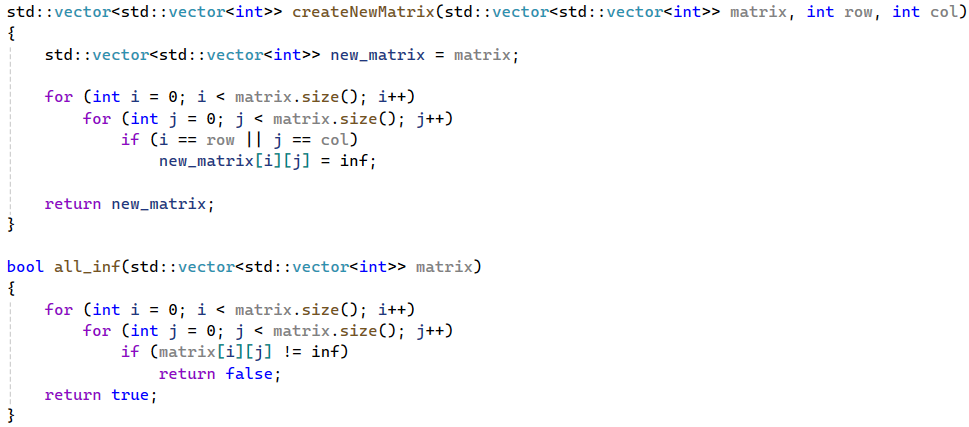 std::vector<std::vector<int>> createNewMatrix(std::vector<std::vector<int>> matrix, int row, int col)
{
    std::vector<std::vector<int>> new_matrix = matrix;

    for (int i = 0; i < matrix.size(); i++)
        for (int j = 0; j < matrix.size(); j++)
            if (i == row || j == col)
                new_matrix[i][j] = inf;

    return new_matrix;
}

bool all_inf(std::vector<std::vector<int>> matrix)
{
    for (int i = 0; i < matrix.size(); i++)
        for (int j = 0; j < matrix.size(); j++)
            if (matrix[i][j] != inf)
                return false;
    return true;
}